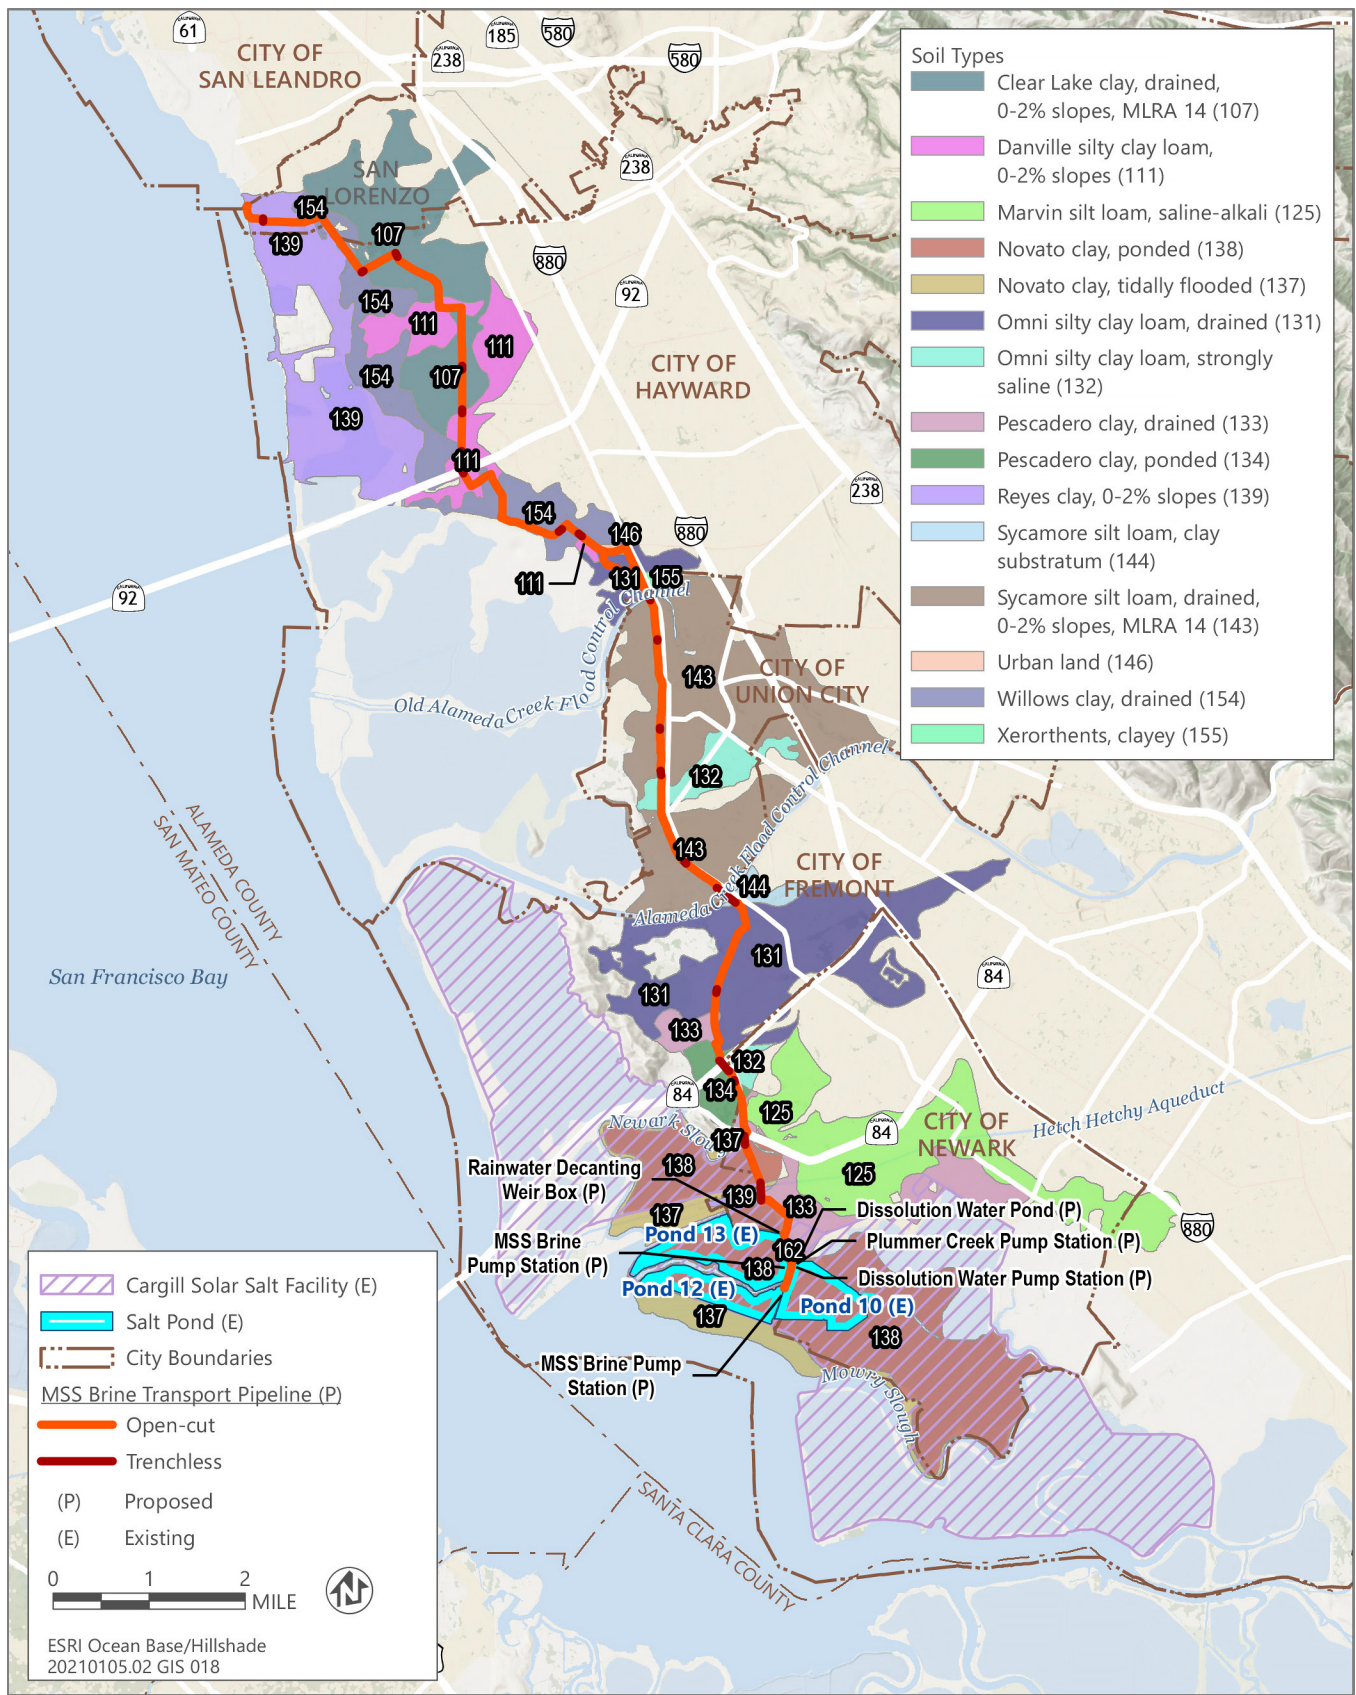 61
CITY OF
SAN LEANDRO
CALIFORNIA
185
580
CALIFORNIA
238
580
Soil Types
Clear Lake clay, drained,
0-2% slopes, MLRA 14 (107)
Danville silty clay loam,
0-2% slopes (111)
Marvin silt loam, saline-alkali (125)
Novato clay, ponded (138)
Novato clay, tidally flooded (137)
Omni silty clay loam, drained (131)
Omni silty clay loam, strongly
saline (132)
Pescadero clay, drained (133)
Pescadero clay, ponded (134)
Reyes clay, 0-2% slopes (139)
Sycamore silt loam, clay
substratum (144)
Sycamore silt loam, drained,
0-2% slopes, MLRA 14 (143)
Urban land (146)
Willows clay, drained (154)
Xerorthents, clayey (155)
SAN
LORENZO
CALIFORNIA
238
154
139
107
880
CALIFORNIA
92
154
111
111
CITY OF
HAYWARD
154
107
139
111
CALIFORNIA
238
154
146
880
111
131
155
CALIFORNIA
92
Old Alameda Creek Flood Control Channel
143
CITY OF
UNION CITY
132
Alameda Creek Flood Control Channel
143
CITY OF
FREMONT
144
ALAMEDA COUNTY
SAN MATEO COUNTY
San Francisco Bay
131
131
CALIFORNIA
84
133
132
134
CALIFORNIA
84
125
Newark Slough
137
CALIFORNIA
84
CITY OF
NEWARK
Hetch Hetchy Aqueduct
138
125
Rainwater Decanting
Weir Box (P)
139
133
Dissolution Water Pond (P)
137
880
Pond 13 (E)
MSS Brine
Pump Station (P)
162
Plummer Creek Pump Station (P)
138
Dissolution Water Pump Station (P)
Pond 12 (E)
Pond 10 (E)
137
138
MSS Brine Pump
Station (P)
Mowry Slough
SANTA CLARA COUNTY
Cargill Solar Salt Facility (E)
Salt Pond (E)
City Boundaries
MSS Brine Transport Pipeline (P)
Open-cut
Trenchless
(P) Proposed
(E) Existing
0 1 2
MILE
N
ESRI Ocean Base/Hillshade
20210105.02 GIS 018